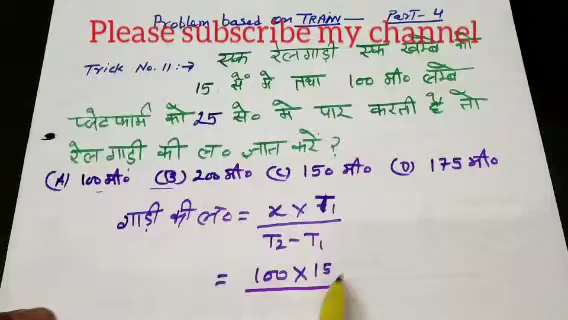 Problem based on TRAIN — Part-4
Please subscribe my channel
Trick No. 11:→ एक रेलगाड़ी एक खम्बे को
15 से० मे तथा 100 मी० लम्बे
प्लेटफार्म को 25 से० मे पार करती है तो
रेलगाड़ी की ल० ज्ञात करें?
(A) 100 मी० (B) 200 मी० (C) 150 मी० (D) 175 मी०
गाड़ी की ल० = x × T₁
T₂ - T₁
= 100 × 15